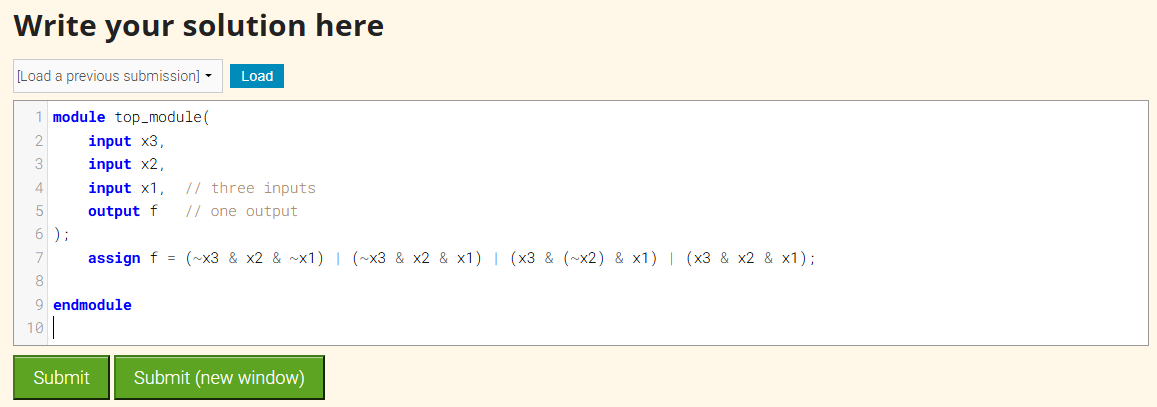 Write your solution here
[Load a previous submission] Load
1 module top_module(
2     input x3,
3     input x2,
4     input x1,  // three inputs
5     output f   // one output
6 );
7     assign f = (~x3 & x2 & ~x1) | (~x3 & x2 & x1) | (x3 & (~x2) & x1) | (x3 & x2 & x1);
8
9 endmodule
10
Submit Submit (new window)